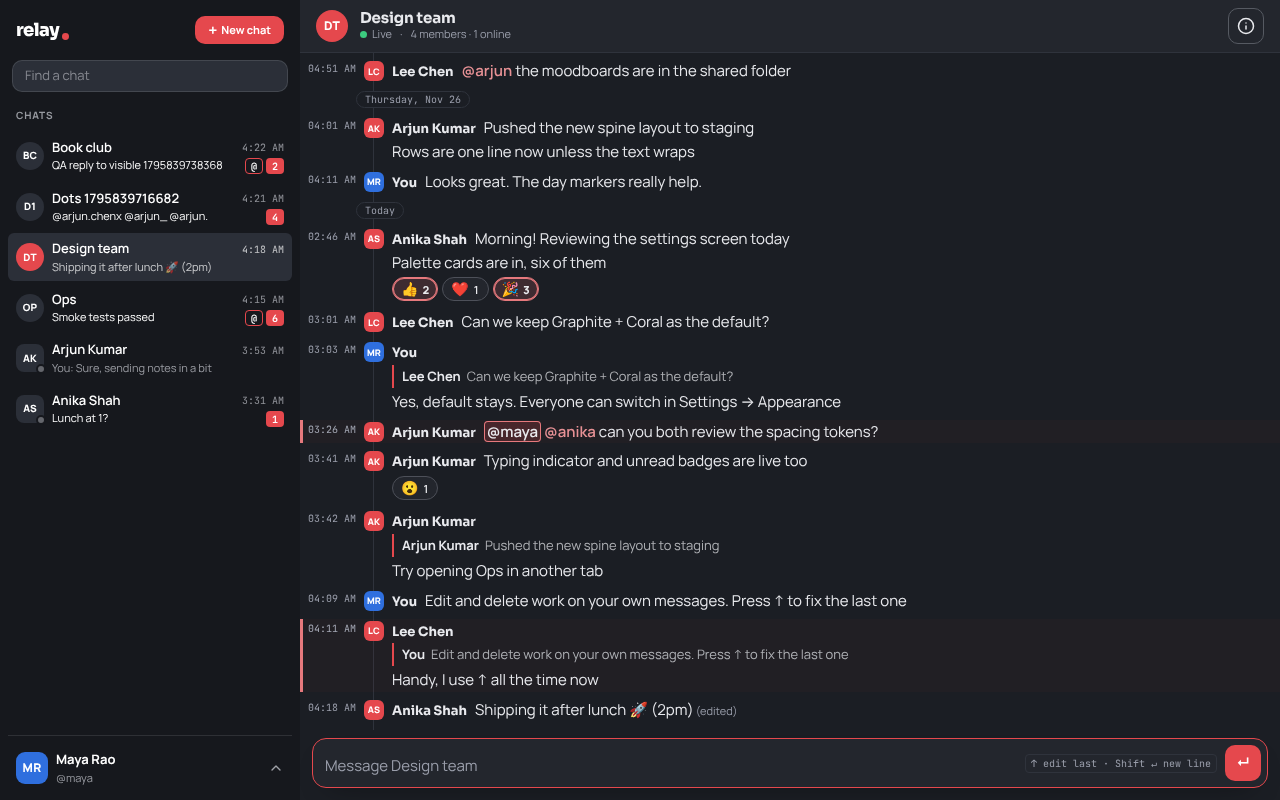 relay.
+ New chat
Find a chat
CHATS
BC
Book club
4:22 AM
QA reply to visible 1795839738368
@
2
D1
Dots 1795839716682
4:21 AM
@arjun.chenx @arjun_ @arjun.
4
DT
Design team
4:18 AM
Shipping it after lunch 🚀 (2pm)
OP
Ops
4:15 AM
Smoke tests passed
@
6
AK
Arjun Kumar
3:53 AM
You: Sure, sending notes in a bit
AS
Anika Shah
3:31 AM
Lunch at 1?
1
MR
Maya Rao
@maya
DT
Design team
Live · 4 members · 1 online
04:51 AM LC Lee Chen @arjun the moodboards are in the shared folder
Thursday, Nov 26
04:01 AM AK Arjun Kumar Pushed the new spine layout to staging
Rows are one line now unless the text wraps
04:11 AM MR You Looks great. The day markers really help.
Today
02:46 AM AS Anika Shah Morning! Reviewing the settings screen today
Palette cards are in, six of them
👍 2 ❤️ 1 🎉 3
03:01 AM LC Lee Chen Can we keep Graphite + Coral as the default?
03:03 AM MR You
Lee Chen Can we keep Graphite + Coral as the default?
Yes, default stays. Everyone can switch in Settings → Appearance
03:26 AM AK Arjun Kumar @maya @anika can you both review the spacing tokens?
03:41 AM AK Arjun Kumar Typing indicator and unread badges are live too
😮 1
03:42 AM AK Arjun Kumar
Arjun Kumar Pushed the new spine layout to staging
Try opening Ops in another tab
04:09 AM MR You Edit and delete work on your own messages. Press ↑ to fix the last one
04:11 AM LC Lee Chen
You Edit and delete work on your own messages. Press ↑ to fix the last one
Handy, I use ↑ all the time now
04:18 AM AS Anika Shah Shipping it after lunch 🚀 (2pm) (edited)
Message Design team
↑ edit last · Shift ↵ new line